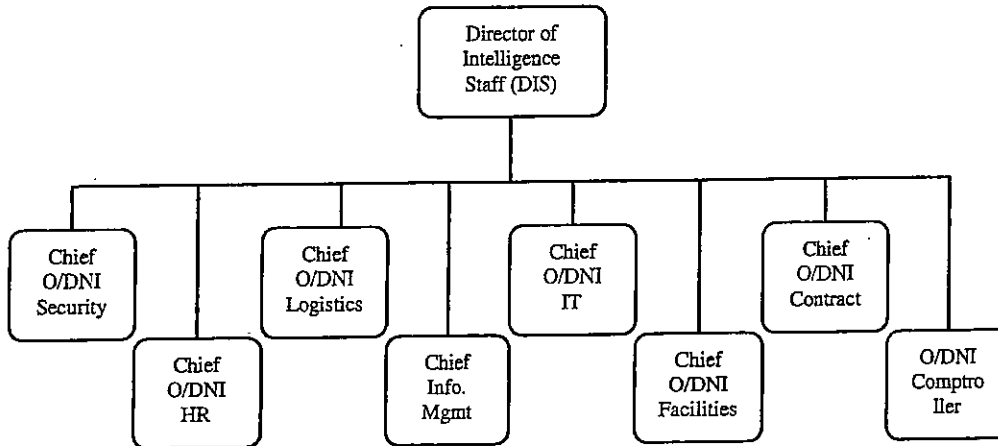 Director of
Intelligence
Staff (DIS)
Chief
O/DNI
Security
Chief
O/DNI
HR
Chief
O/DNI
Logistics
Chief
Info.
Mgmt
Chief
O/DNI
IT
Chief
O/DNI
Facilities
Chief
O/DNI
Contract
O/DNI
Comptro
ller